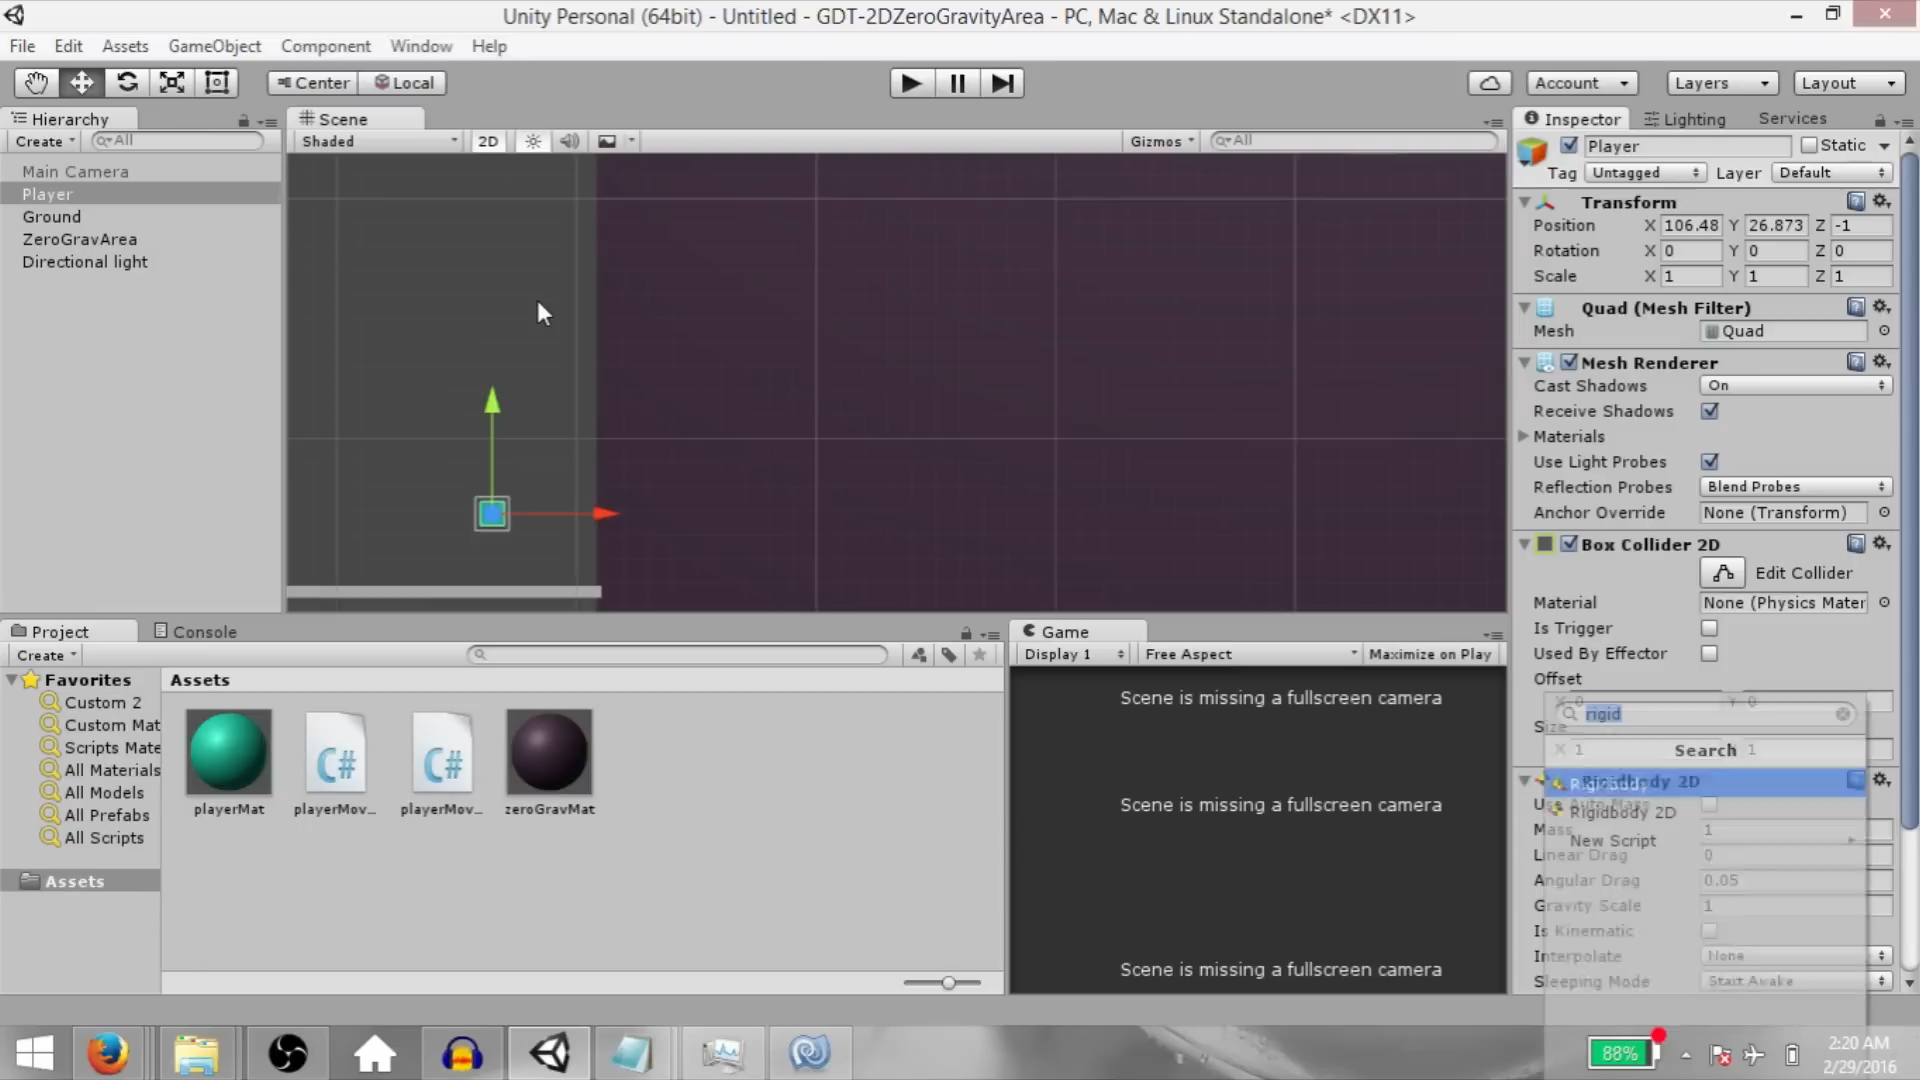 Unity Personal (64bit) - Untitled - GDT-2DZeroGravityArea - PC, Mac & Linux Standalone* <DX11>
File Edit Assets GameObject Component Window Help
Center Local Account Layers Layout
Hierarchy
Create All
Main Camera
Player
Ground
ZeroGravArea
Directional light
Scene
Shaded 2D Gizmos All
Inspector Lighting Services
Player Static
Tag Untagged Layer Default
Transform
Position X 106.48 Y 26.873 Z -1
Rotation X 0 Y 0 Z 0
Scale X 1 Y 1 Z 1
Quad (Mesh Filter)
Mesh Quad
Mesh Renderer
Cast Shadows On
Receive Shadows
Materials
Use Light Probes
Reflection Probes Blend Probes
Anchor Override None (Transform)
Box Collider 2D
Edit Collider
Material None (Physics Mater
Is Trigger
Used By Effector
Offset
X 0 Y 0
rigid
Size
X 1 Search 1
Rigidbody 2D
Rigidbody
Use Auto Mass
Rigidbody 2D
Mass 1
New Script
Linear Drag 0
Angular Drag 0.05
Gravity Scale 1
Is Kinematic
Interpolate None
Sleeping Mode Start Awake
Project Console
Create
Favorites
Custom 2
Custom Mat
Scripts Mate
All Materials
All Models
All Prefabs
All Scripts
Assets
Assets
C# C#
playerMat playerMov... playerMov... zeroGravMat
Game
Display 1 Free Aspect Maximize on Play
Scene is missing a fullscreen camera
Scene is missing a fullscreen camera
Scene is missing a fullscreen camera
88%
2:20 AM
2/29/2016